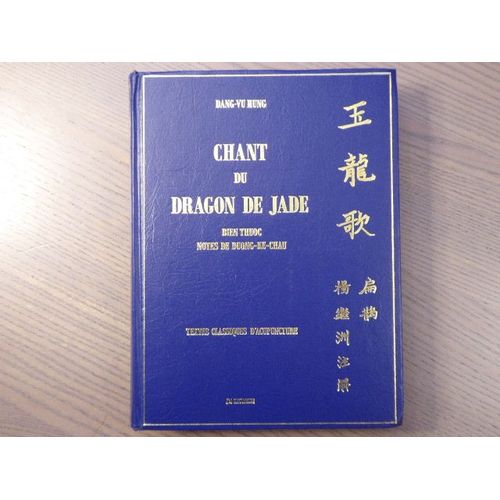 DANG-VU HUNG
CHANT
DU
DRAGON DE JADE
BIEN THUOC
NOTES DE DUONG-KE-CHAU
TEXTES CLASSIQUES D'ACUPUNCTURE
玉龍歌
扁鵲
楊繼洲注